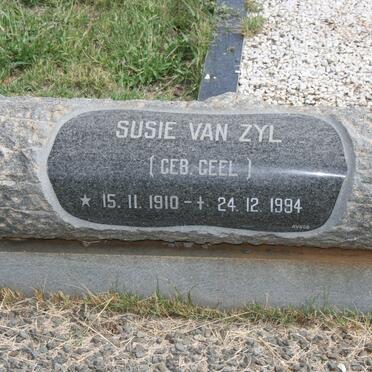 SUSIE VAN ZYL
(GEB. GEEL)
★ 15. 11. 1910 - ✝ 24. 12. 1994